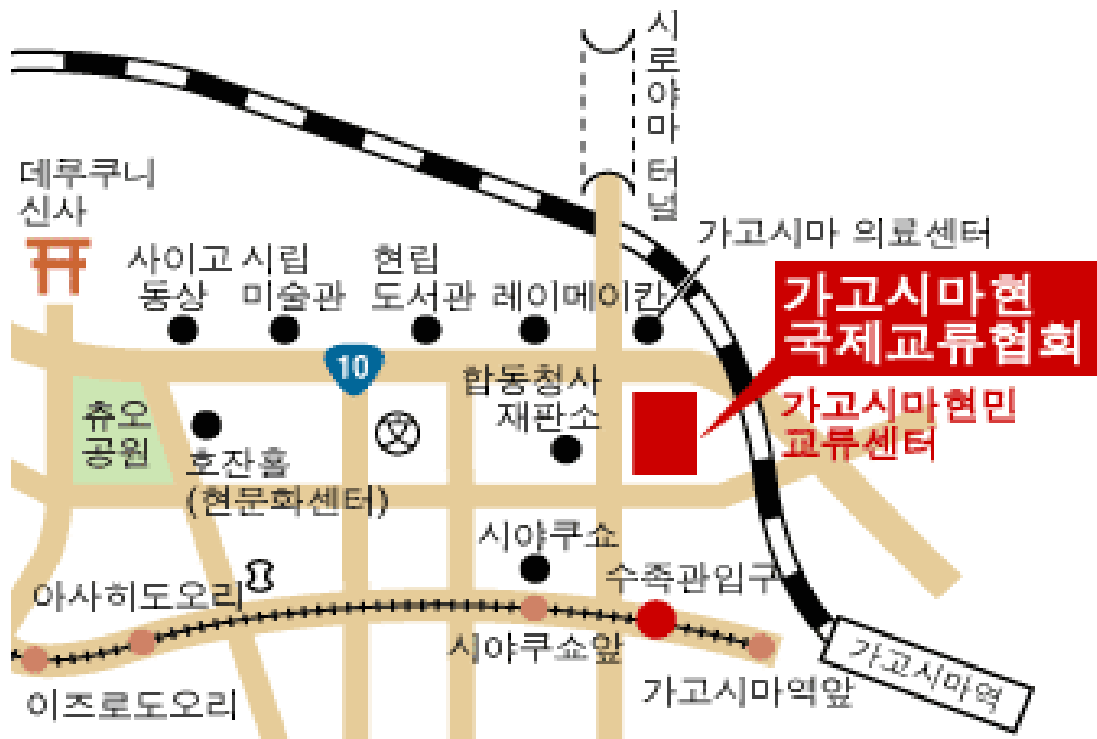 시로야마 터널
데루쿠니
신사
가고시마 의료센터
사이고
동상
시립
미술관
현립
도서관
레이메이칸
가고시마현
국제교류협회
10
합동청사
재판소
가고시마현민
교류센터
츄오
공원
호잔홀
(현문화센터)
시야쿠쇼
수족관입구
아사히도오리
시야쿠쇼앞
가고시마역
가고시마역앞
이즈로도오리